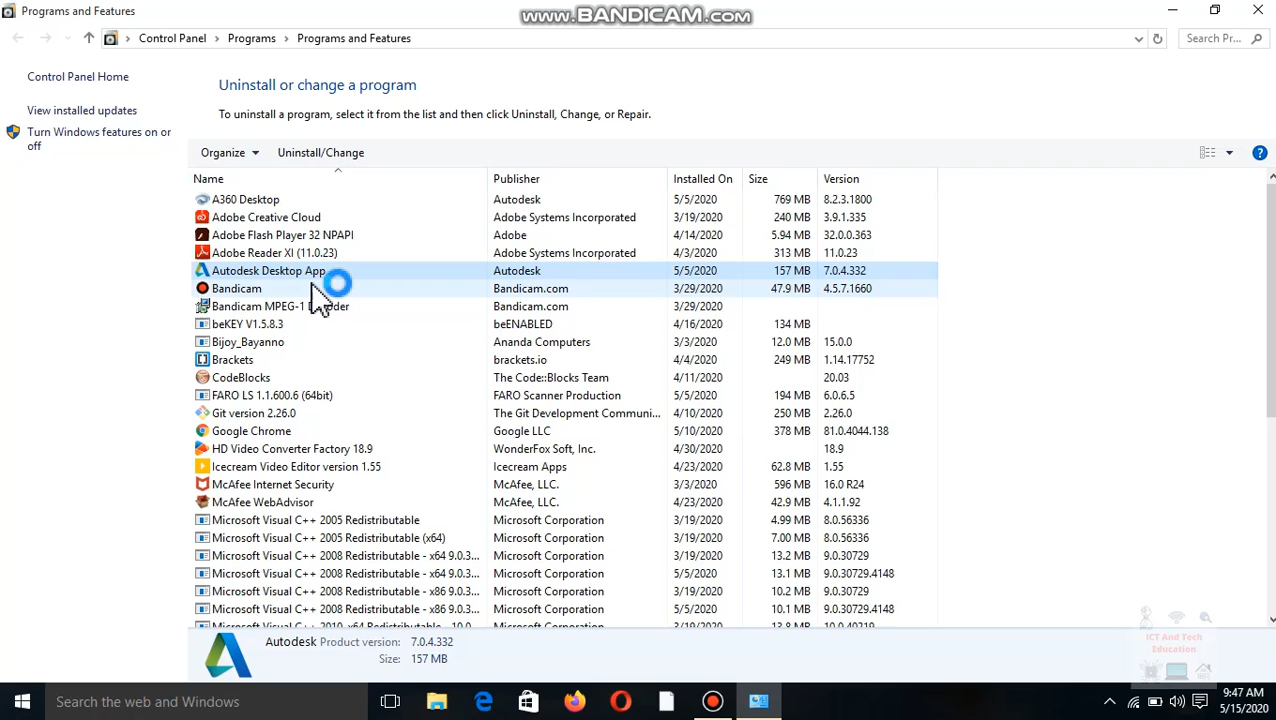 Programs and Features
www.BANDICAM.com
Control Panel > Programs > Programs and Features
Search Pr...
Control Panel Home
View installed updates
Turn Windows features on or off
Uninstall or change a program
To uninstall a program, select it from the list and then click Uninstall, Change, or Repair.
Organize Uninstall/Change
Name Publisher Installed On Size Version
A360 Desktop Autodesk 5/5/2020 769 MB 8.2.3.1800
Adobe Creative Cloud Adobe Systems Incorporated 3/19/2020 240 MB 3.9.1.335
Adobe Flash Player 32 NPAPI Adobe 4/14/2020 5.94 MB 32.0.0.363
Adobe Reader XI (11.0.23) Adobe Systems Incorporated 4/3/2020 313 MB 11.0.23
Autodesk Desktop App Autodesk 5/5/2020 157 MB 7.0.4.332
Bandicam Bandicam.com 3/29/2020 47.9 MB 4.5.7.1660
Bandicam MPEG-1 Bandicam.com 3/29/2020
beKEY V1.5.8.3 beENABLED 4/16/2020 134 MB
Bijoy_Bayanno Ananda Computers 3/3/2020 12.0 MB 15.0.0
Brackets brackets.io 4/4/2020 249 MB 1.14.17752
CodeBlocks The Code::Blocks Team 4/11/2020 20.03
FARO LS 1.1.600.6 (64bit) FARO Scanner Production 5/5/2020 194 MB 6.0.6.5
Git version 2.26.0 The Git Development Communi... 4/10/2020 250 MB 2.26.0
Google Chrome Google LLC 5/10/2020 378 MB 81.0.4044.138
HD Video Converter Factory 18.9 WonderFox Soft, Inc. 4/30/2020 18.9
Icecream Video Editor version 1.55 Icecream Apps 4/23/2020 62.8 MB 1.55
McAfee Internet Security McAfee, LLC. 3/3/2020 596 MB 16.0 R24
McAfee WebAdvisor McAfee, LLC. 4/23/2020 42.9 MB 4.1.1.92
Microsoft Visual C++ 2005 Redistributable Microsoft Corporation 3/19/2020 4.99 MB 8.0.56336
Microsoft Visual C++ 2005 Redistributable (x64) Microsoft Corporation 3/19/2020 7.00 MB 8.0.56336
Microsoft Visual C++ 2008 Redistributable - x64 9.0.3... Microsoft Corporation 3/19/2020 13.2 MB 9.0.30729
Microsoft Visual C++ 2008 Redistributable - x64 9.0.3... Microsoft Corporation 5/5/2020 13.1 MB 9.0.30729.4148
Microsoft Visual C++ 2008 Redistributable - x86 9.0.3... Microsoft Corporation 3/19/2020 10.2 MB 9.0.30729
Microsoft Visual C++ 2008 Redistributable - x86 9.0.3... Microsoft Corporation 5/5/2020 10.1 MB 9.0.30729.4148
Microsoft Visual C++ 2010 x64 Redistributable - 10.0.... Microsoft Corporation 3/19/2020 13.8 MB 10.0.40219
ICT And Tech
Education
Autodesk Product version: 7.0.4.332
Size: 157 MB
Search the web and Windows
9:47 AM
5/15/2020